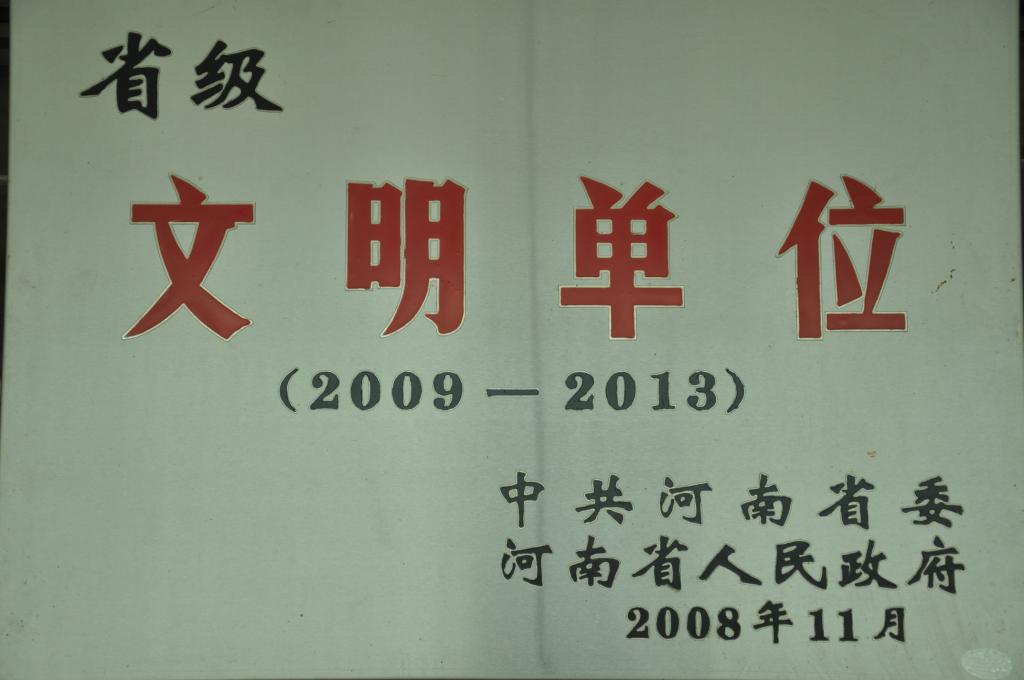 省级
文明单位
(2009—2013)
中共河南省委
河南省人民政府
2008年11月